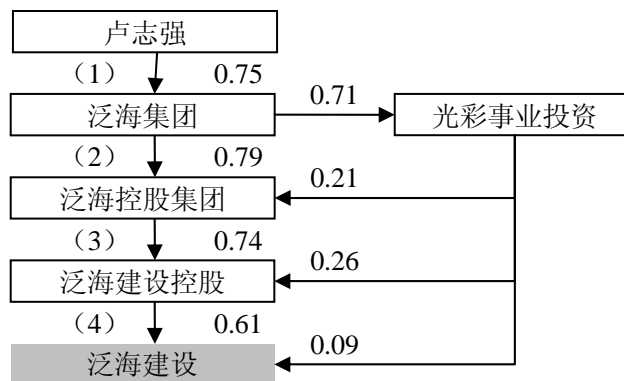 卢志强
（1） 0.75
泛海集团 0.71 光彩事业投资
（2） 0.79
泛海控股集团 0.21
（3） 0.74
泛海建设控股 0.26
（4） 0.61
泛海建设 0.09